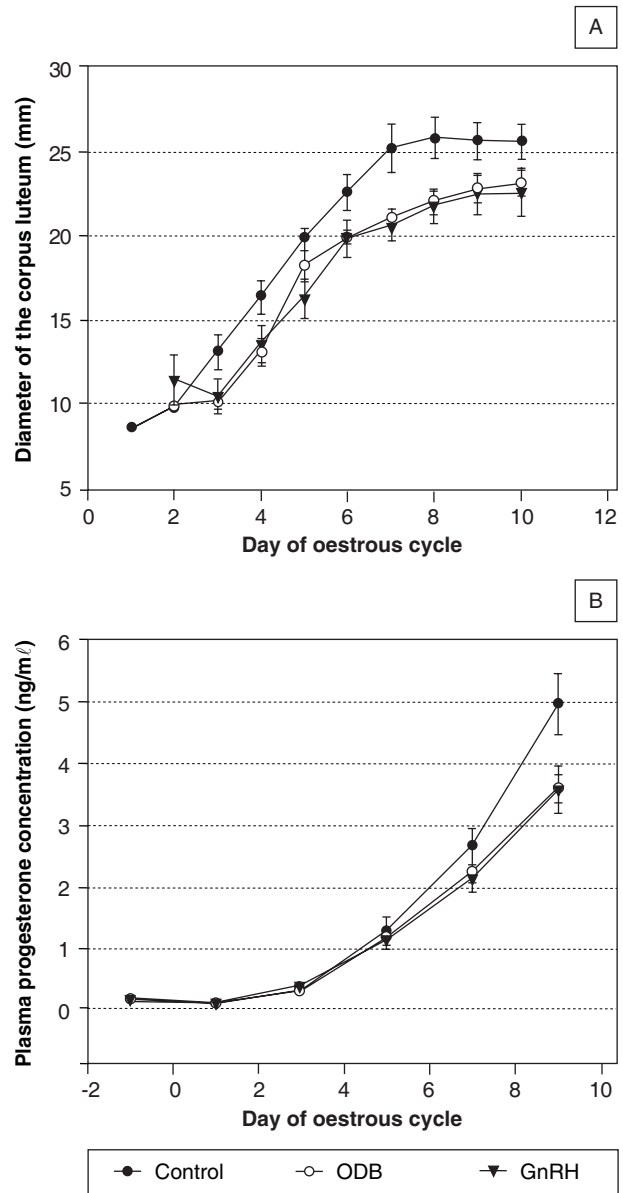 A
Diameter of the corpus luteum (mm)
30
25
20
15
10
5
0 2 4 6 8 10 12
Day of oestrous cycle
B
Plasma progesterone concentration (ng/mℓ)
6
5
4
3
2
1
0
-2 0 2 4 6 8 10
Day of oestrous cycle
Control ODB GnRH